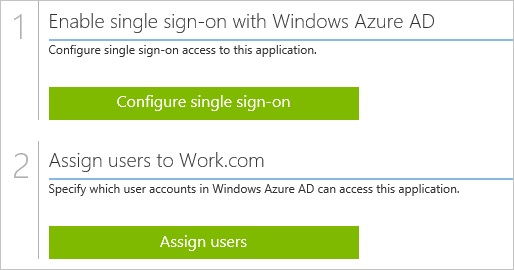 1
Enable single sign-on with Windows Azure AD
Configure single sign-on access to this application.
Configure single sign-on
2
Assign users to Work.com
Specify which user accounts in Windows Azure AD can access this application.
Assign users